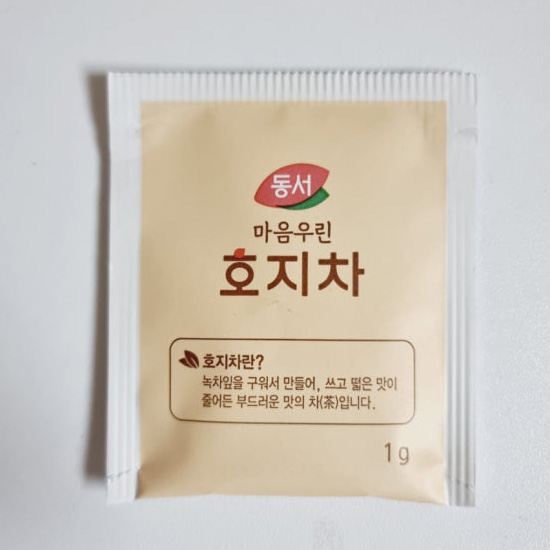 동서
마음우린
호지차
호지차란?
녹차잎을 구워서 만들어, 쓰고 떫은 맛이
줄어든 부드러운 맛의 차(茶)입니다.
1g